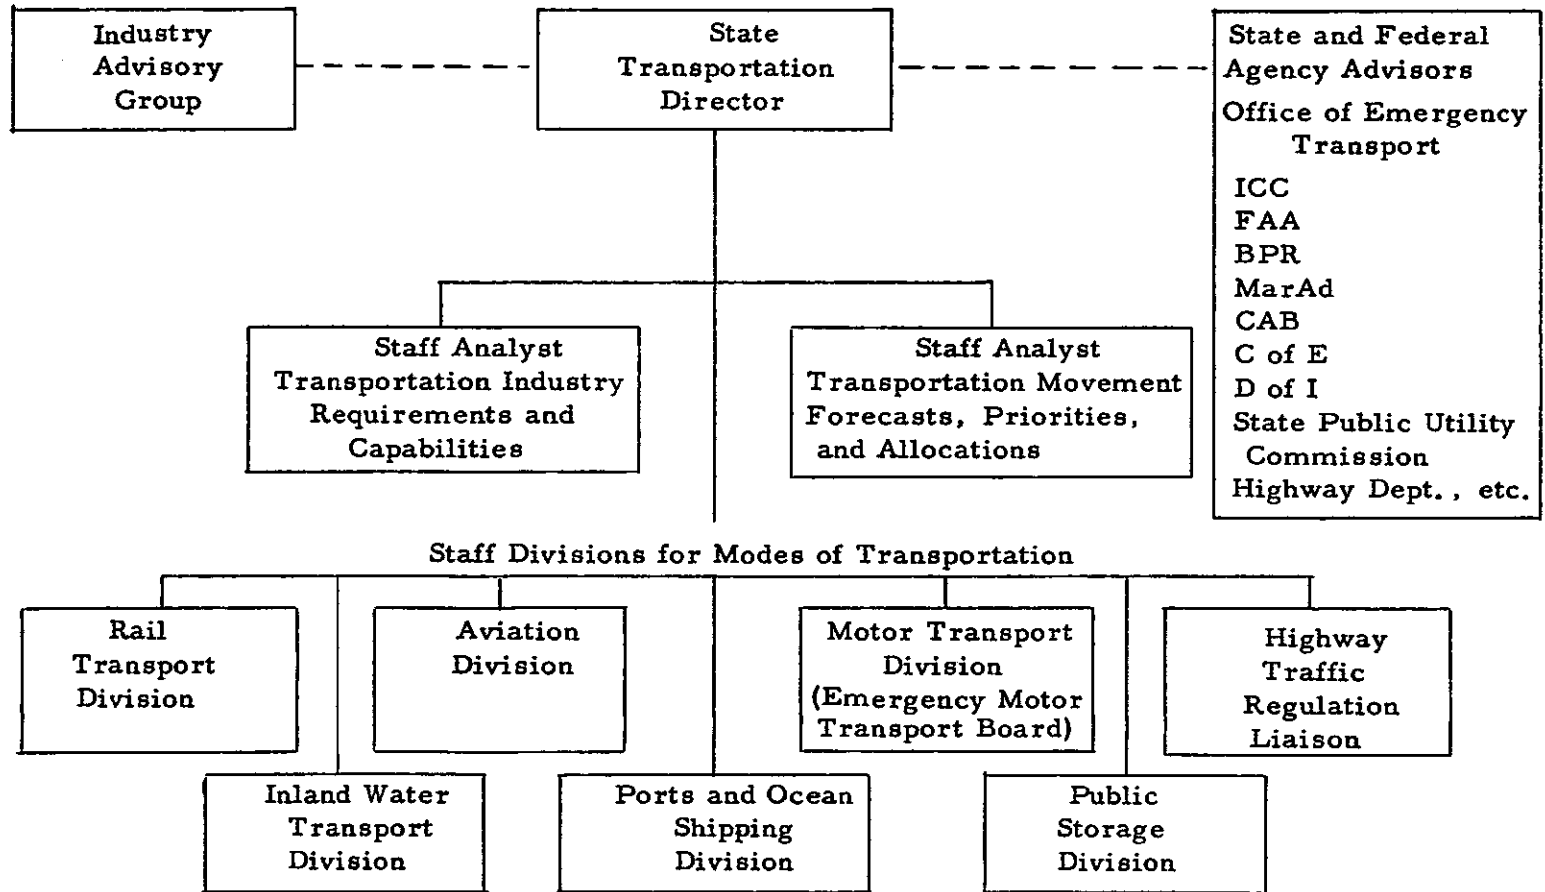 Industry
Advisory
Group
State
Transportation
Director
State and Federal
Agency Advisors
Office of Emergency
Transport
ICC
FAA
BPR
MarAd
CAB
C of E
D of I
State Public Utility
Commission
Highway Dept., etc.
Staff Analyst
Transportation Industry
Requirements and
Capabilities
Staff Analyst
Transportation Movement
Forecasts, Priorities,
and Allocations
Staff Divisions for Modes of Transportation
Rail
Transport
Division
Aviation
Division
Motor Transport
Division
(Emergency Motor
Transport Board)
Highway
Traffic
Regulation
Liaison
Inland Water
Transport
Division
Ports and Ocean
Shipping
Division
Public
Storage
Division